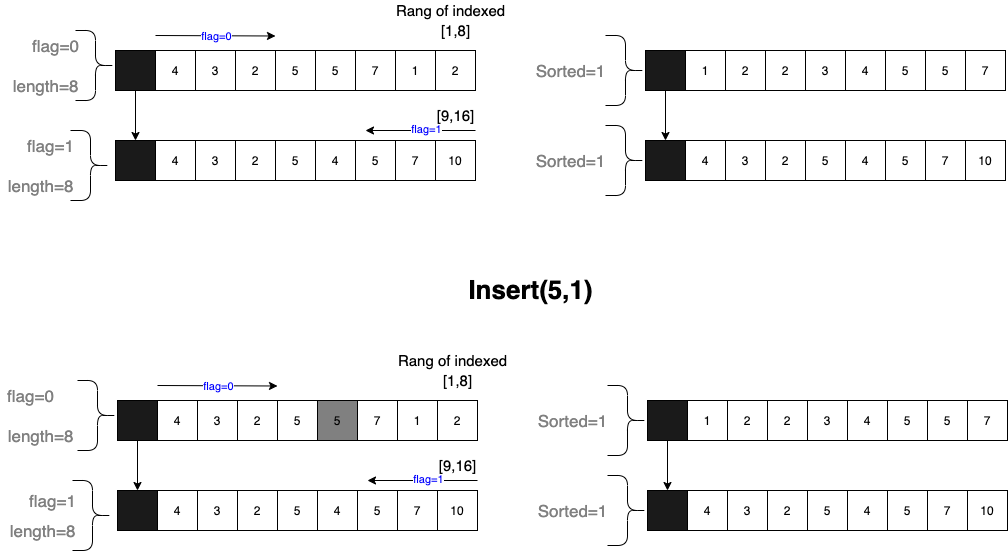 Rang of indexed
[1,8]
flag=0
flag=0
length=8
4 3 2 5 5 7 1 2
Sorted=1
1 2 2 3 4 5 5 7
[9,16]
flag=1
flag=1
length=8
4 3 2 5 4 5 7 10
Sorted=1
4 3 2 5 4 5 7 10
Insert(5,1)
Rang of indexed
[1,8]
flag=0
flag=0
length=8
4 3 2 5 5 7 1 2
Sorted=1
1 2 2 3 4 5 5 7
[9,16]
flag=1
flag=1
length=8
4 3 2 5 4 5 7 10
Sorted=1
4 3 2 5 4 5 7 10